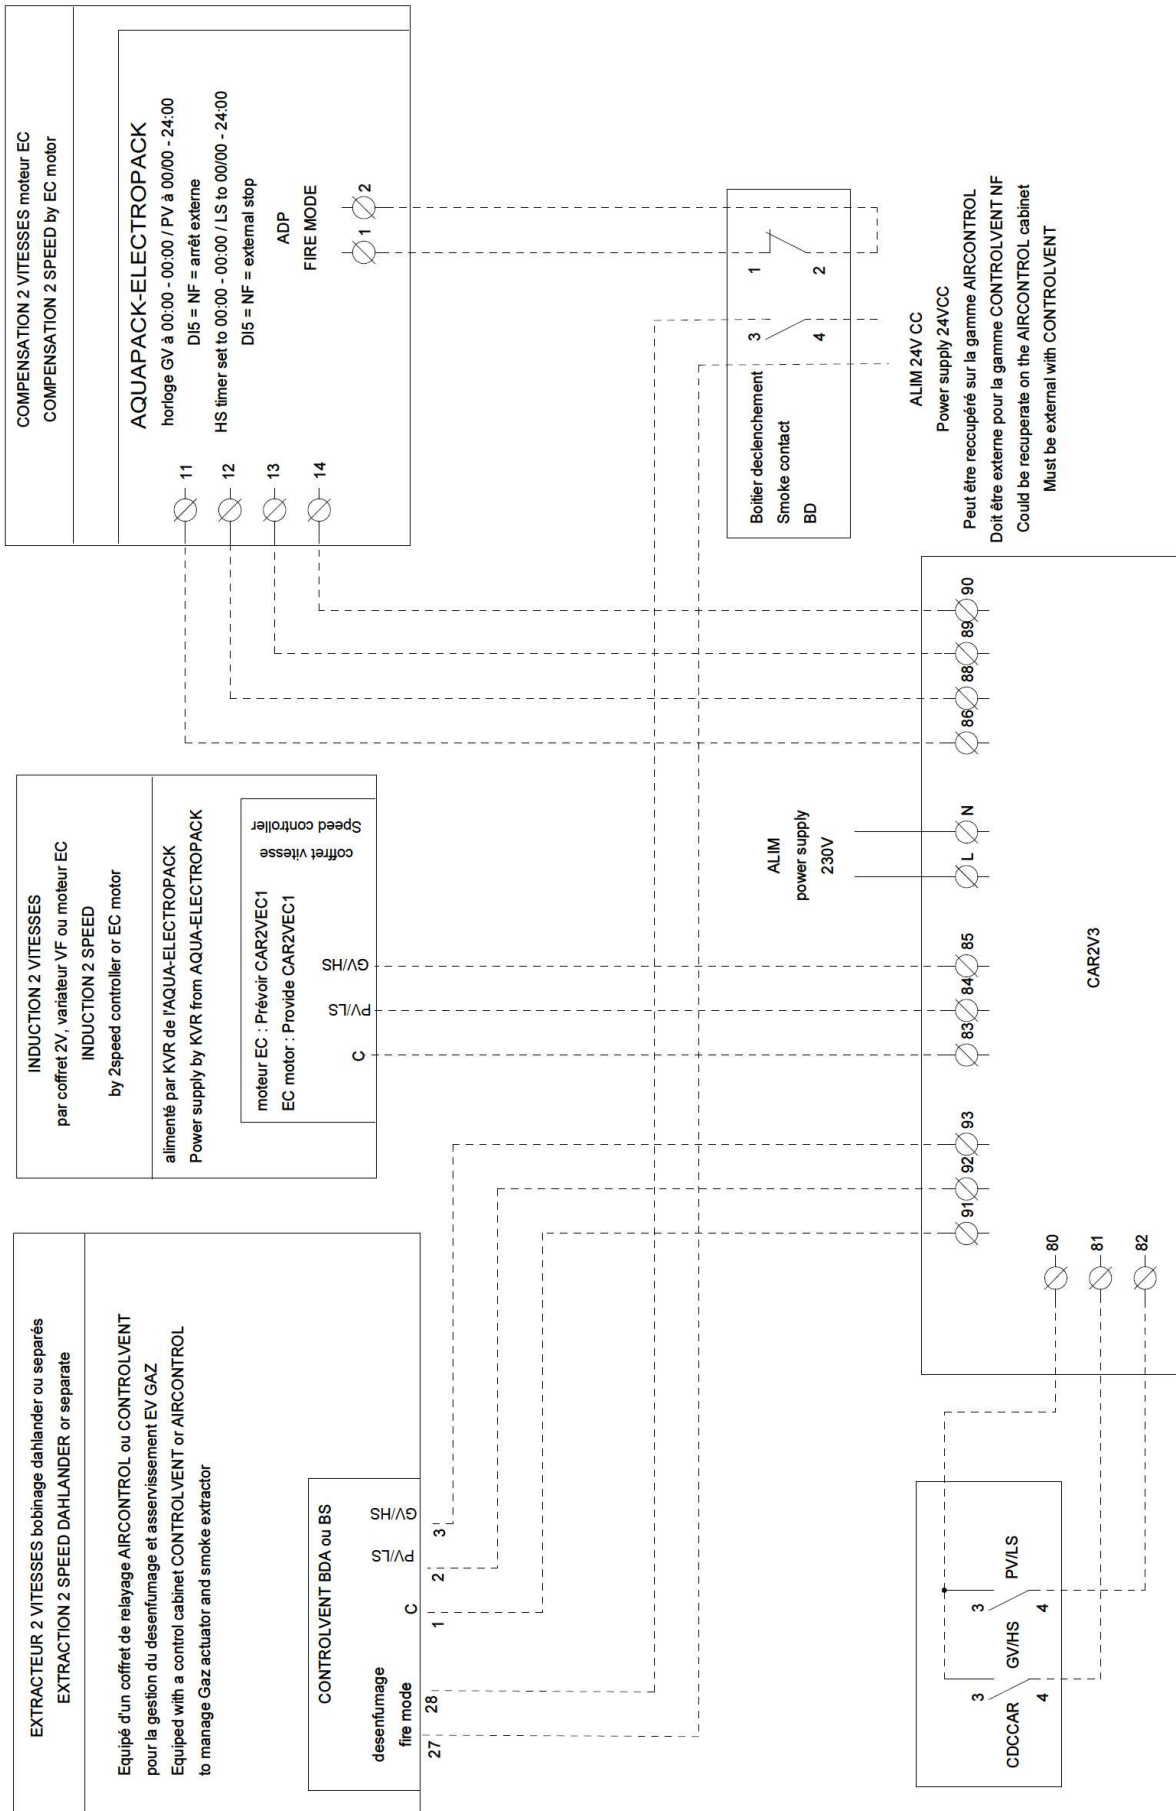 COMPENSATION 2 VITESSES moteur EC
COMPENSATION 2 SPEED by EC motor
AQUAPACK-ELECTROPACK
horloge GV à 00:00 - 00:00 / PV à 00/00 - 24:00
DI5 = NF = arrêt externe
HS timer set to 00:00 - 00:00 / LS to 00/00 - 24:00
DI5 = NF = external stop
ADP
FIRE MODE
1
2
11
12
13
14
INDUCTION 2 VITESSES
par coffret 2V, variateur VF ou moteur EC
INDUCTION 2 SPEED
by 2speed controller or EC motor
alimenté par KVR de l'AQUA-ELECTROPACK
Power supply by KVR from AQUA-ELECTROPACK
coffret vitesse
Speed controller
moteur EC : Prévoir CAR2VEC1
EC motor : Provide CAR2VEC1
C
PV/LS
GV/HS
EXTRACTEUR 2 VITESSES bobinage dahlander ou separés
EXTRACTION 2 SPEED DAHLANDER or separate
Equipé d'un coffret de relayage AIRCONTROL ou CONTROLVENT
pour la gestion du desenfumage et asservissement EV GAZ
Equiped with a control cabinet CONTROLVENT or AIRCONTROL
to manage Gaz actuator and smoke extractor
CONTROLVENT BDA ou BS
desenfumage
fire mode
C
PV/LS
GV/HS
27
28
1
2
3
Boitier declenchement
Smoke contact
BD
3
4
1
2
ALIM 24V CC
Power supply 24VCC
Peut être reccupéré sur la gamme AIRCONTROL
Doit être externe pour la gamme CONTROLVENT NF
Could be recuperate on the AIRCONTROL cabinet
Must be external with CONTROLVENT
ALIM
power supply
230V
91
92
93
83
84
85
L
N
86
88
89
90
80
81
82
CAR2V3
CDCCAR
3
4
GV/HS
3
4
PV/LS